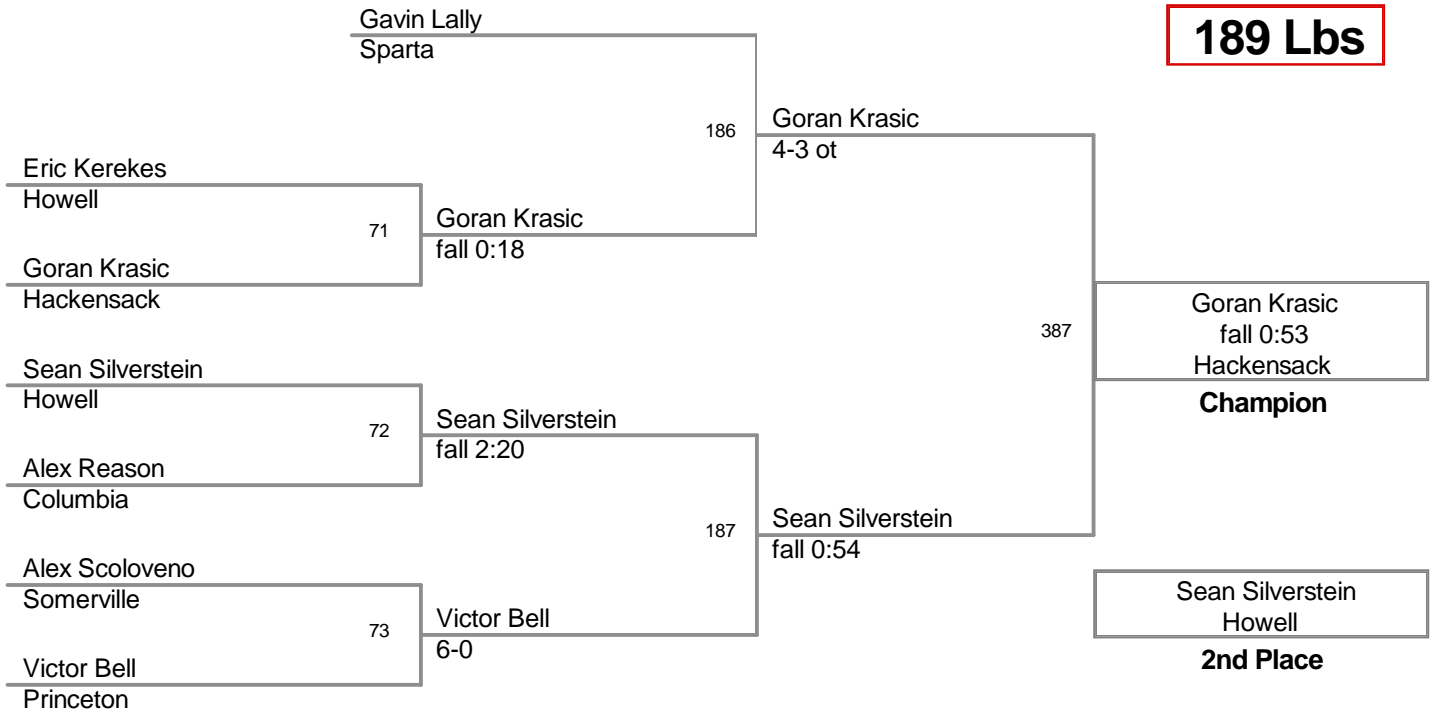 Gavin Lally
Sparta
189 Lbs
186
Goran Krasic
4-3 ot
Eric Kerekes
Howell
71
Goran Krasic
fall 0:18
Goran Krasic
Hackensack
387
Goran Krasic
fall 0:53
Hackensack
Champion
Sean Silverstein
Howell
72
Sean Silverstein
fall 2:20
Alex Reason
Columbia
187
Sean Silverstein
fall 0:54
Alex Scoloveno
Somerville
73
Victor Bell
6-0
Victor Bell
Princeton
Sean Silverstein
Howell
2nd Place